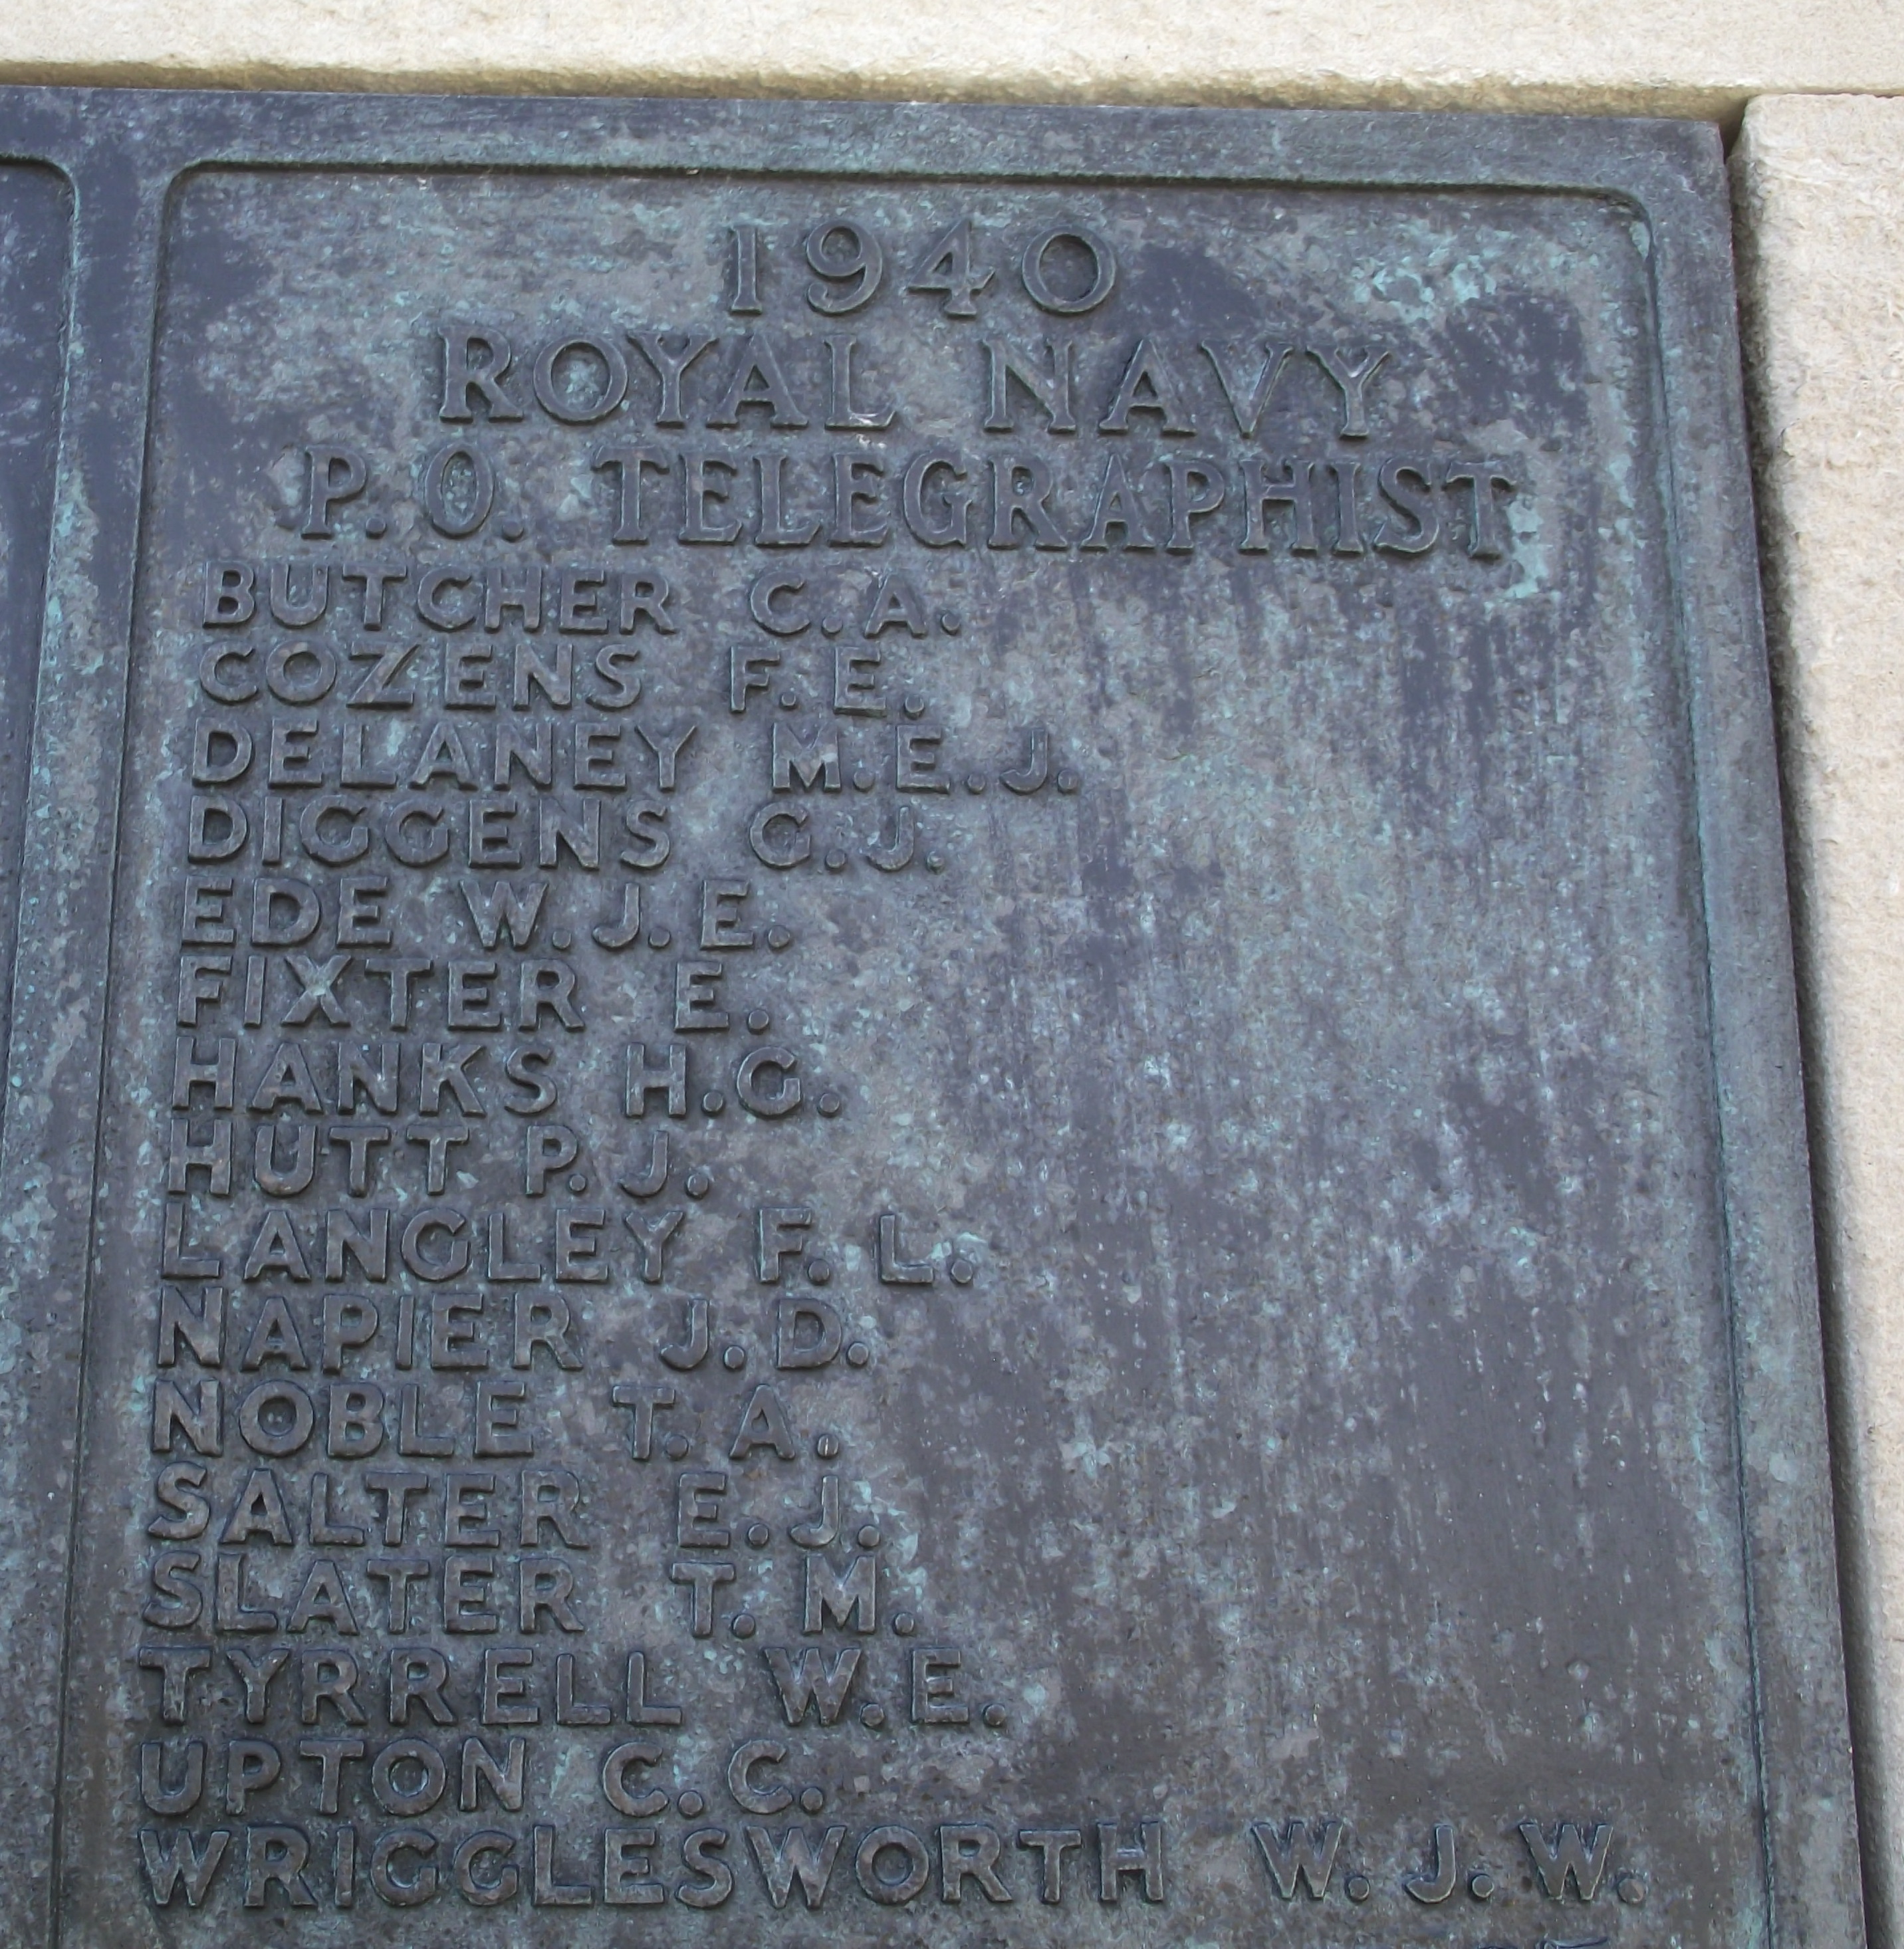 1940
ROYAL NAVY
P.O. TELEGRAPHIST
BUTCHER C.A.
COZENS F.E.
DELANEY M.E.J.
DIGGENS G.J.
EDE W.J.E.
FIXTER E.
HANKS H.G.
HUTT P.J.
LANGLEY F.L.
NAPIER J.D.
NOBLE T.A.
SALTER E.J.
SLATER T.M.
TYRRELL W.E.
UPTON C.C.
WRIGGLESWORTH W.J.W.